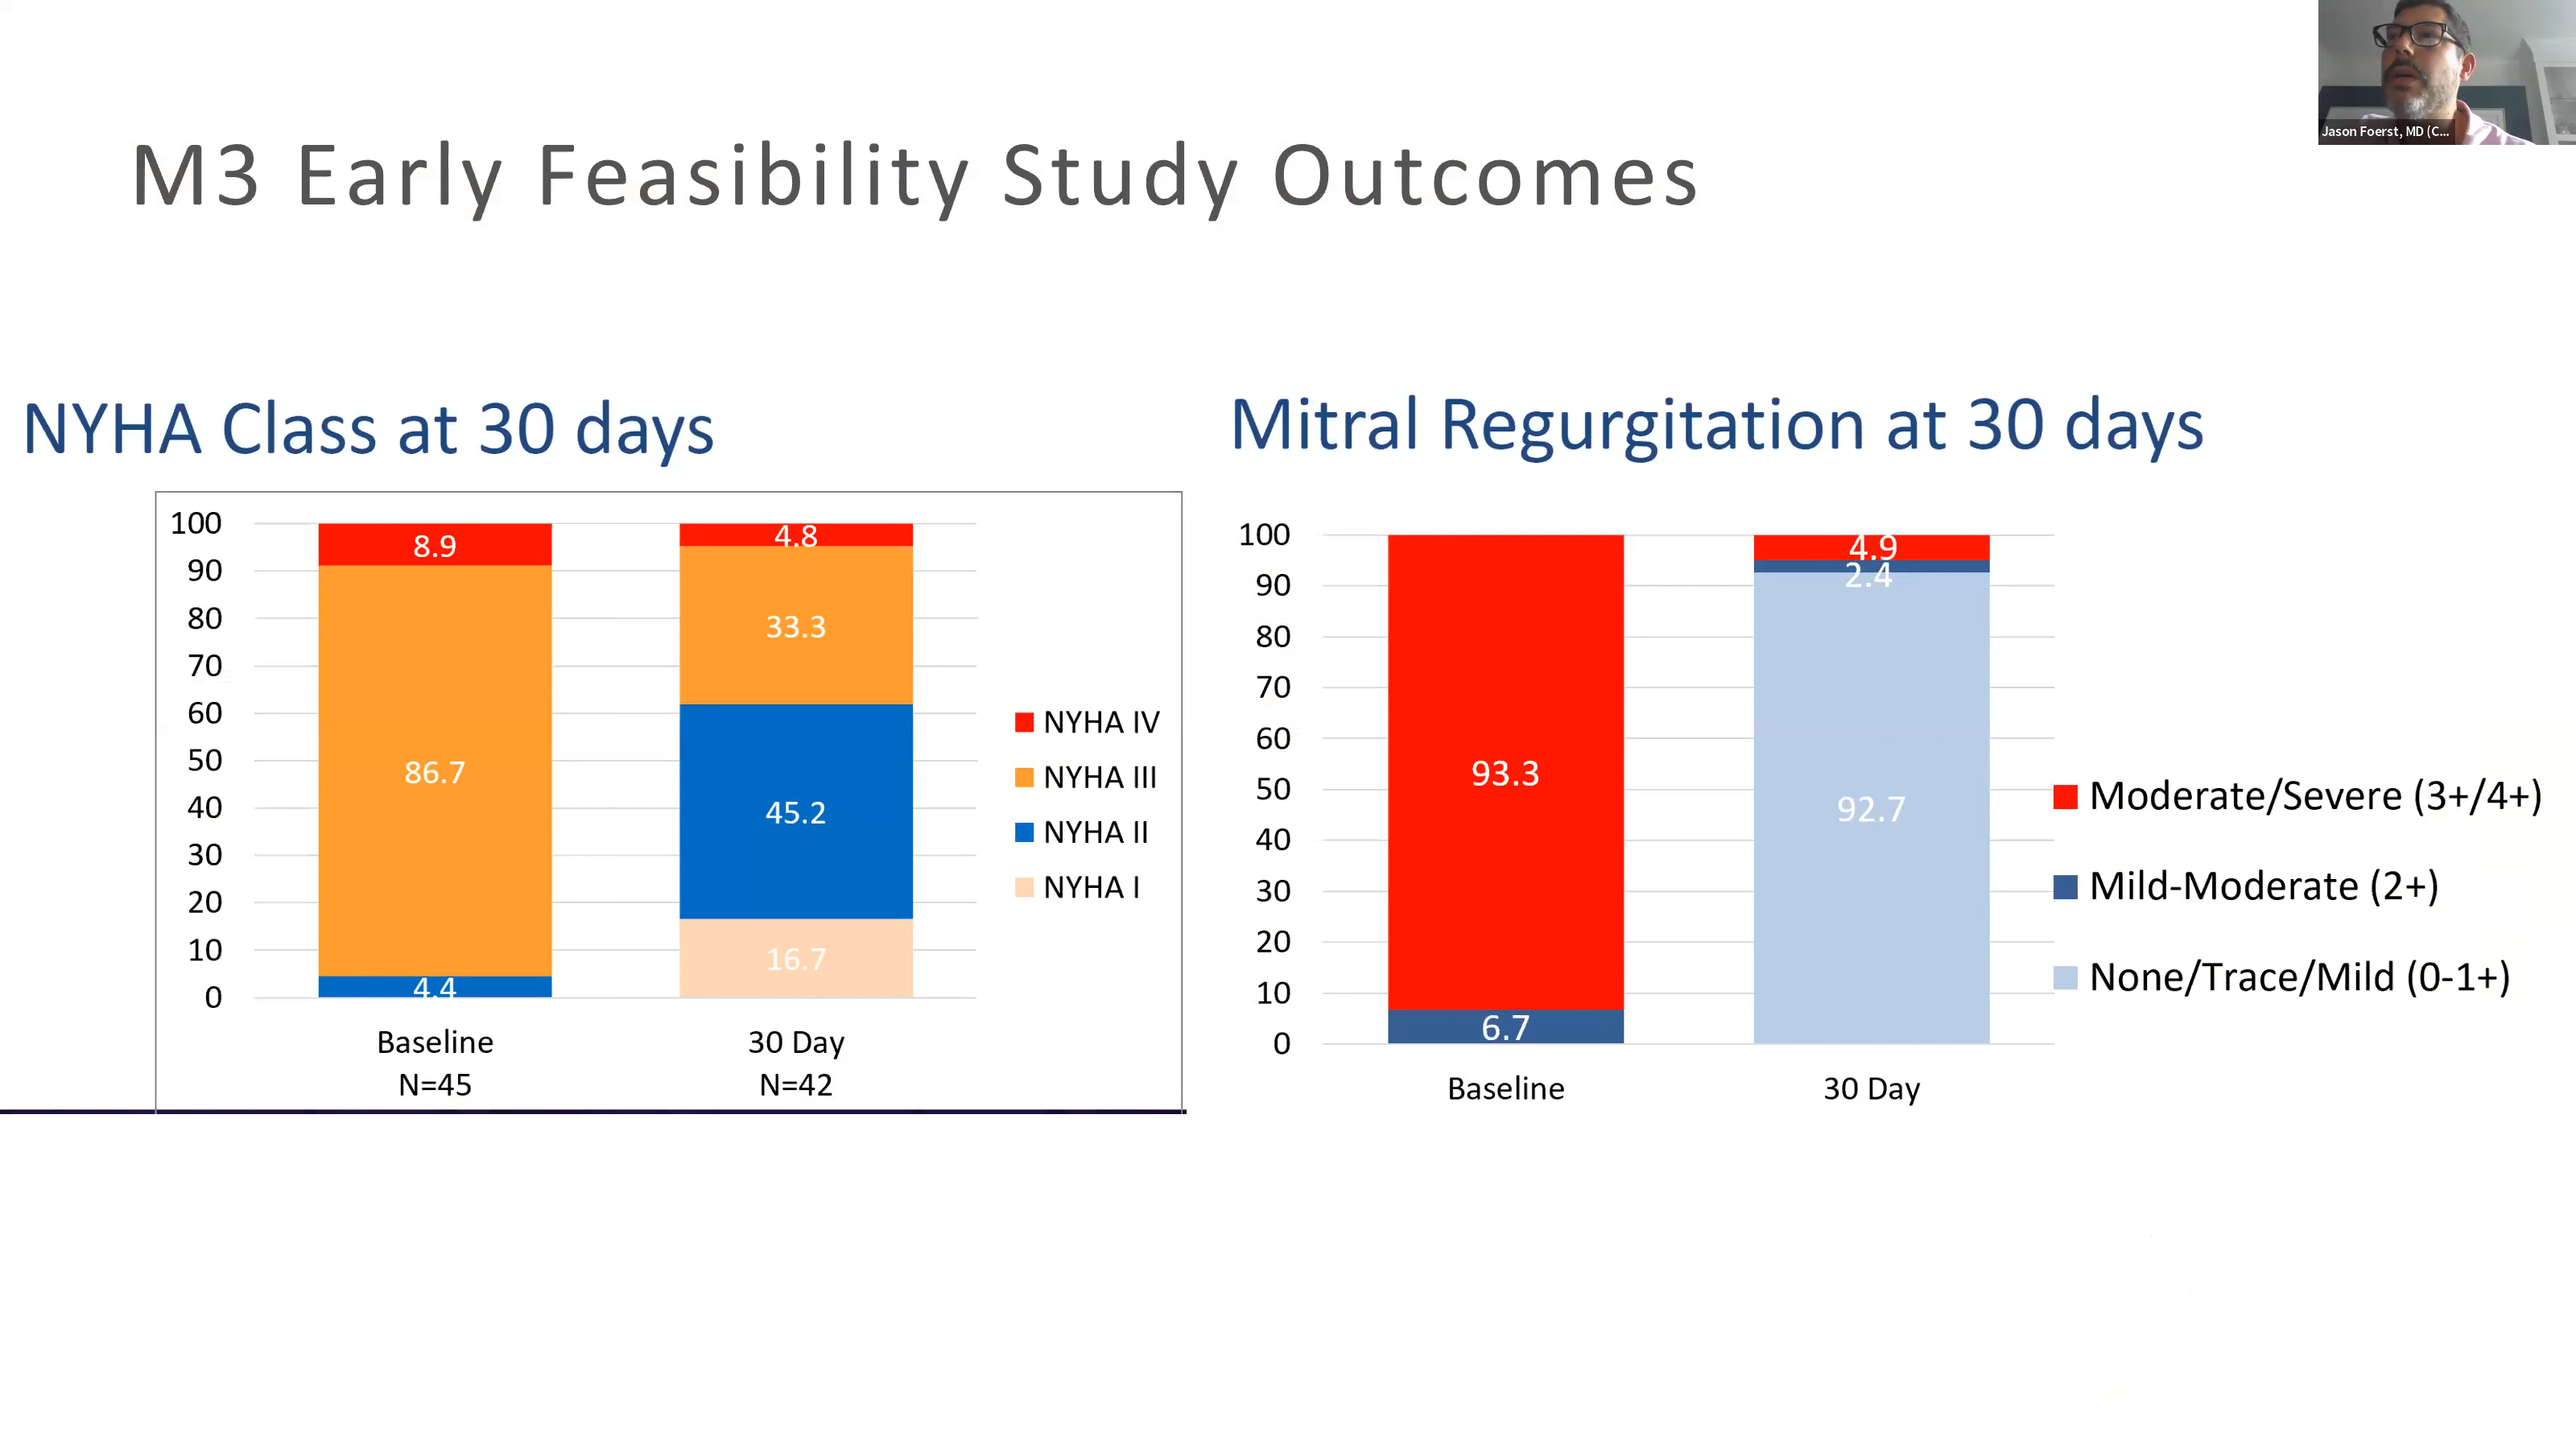 Jason Foerst, MD (C...
M3 Early Feasibility Study Outcomes
NYHA Class at 30 days
100
90
80
70
60
50
40
30
20
10
0
8.9
86.7
4.4
4.8
33.3
45.2
16.7
Baseline
N=45
30 Day
N=42
NYHA IV
NYHA III
NYHA II
NYHA I
Mitral Regurgitation at 30 days
100
90
80
70
60
50
40
30
20
10
0
93.3
6.7
4.9
2.4
92.7
Baseline
30 Day
Moderate/Severe (3+/4+)
Mild-Moderate (2+)
None/Trace/Mild (0-1+)